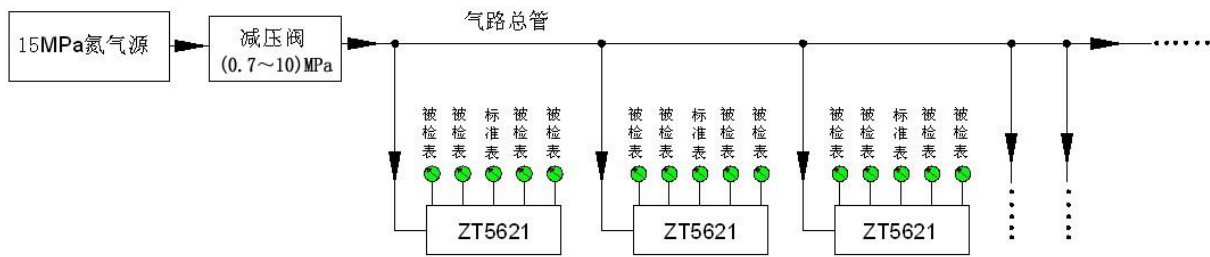 气路总管
15MPa氮气源
减压阀
(0.7～10)MPa
被检表
被检表
标准表
被检表
被检表
被检表
被检表
标准表
被检表
被检表
被检表
被检表
标准表
被检表
被检表
ZT5621
ZT5621
ZT5621